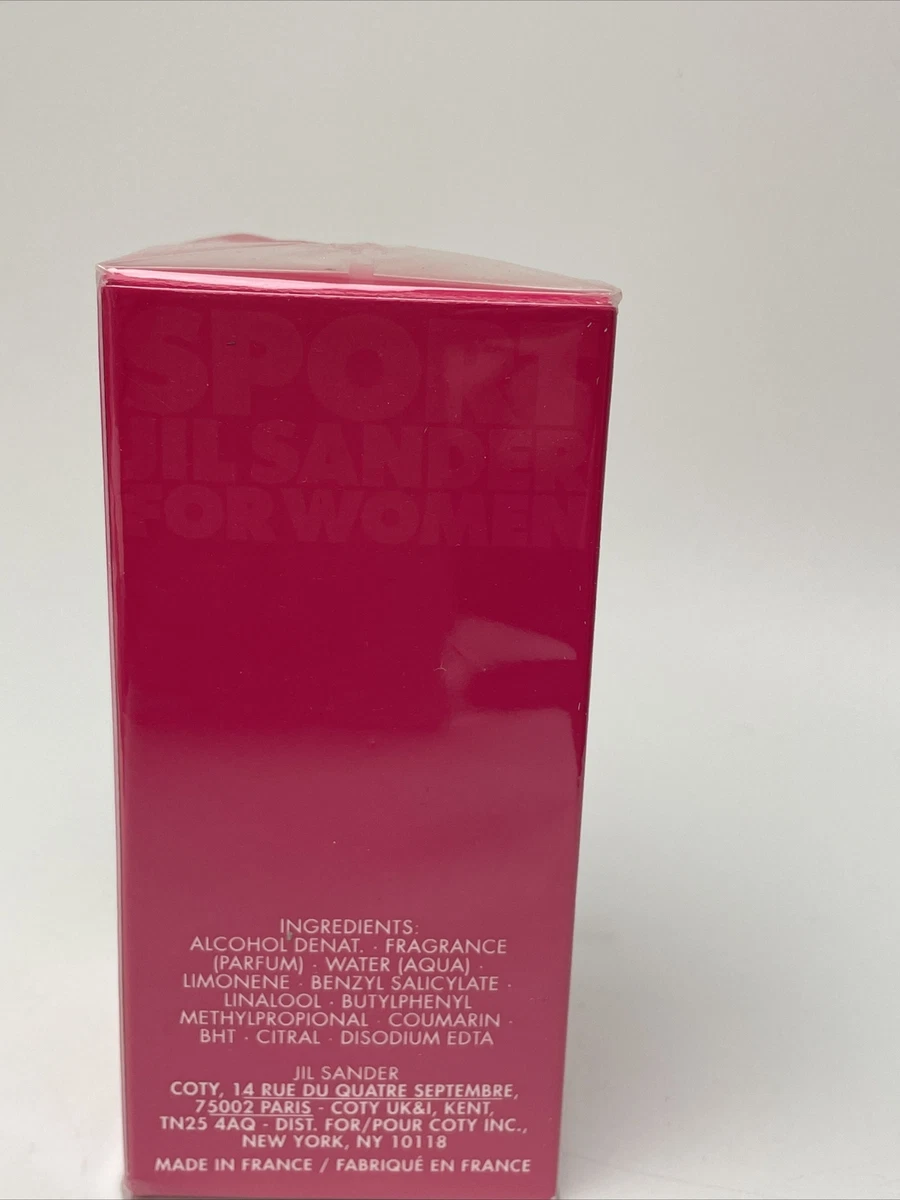 SPORT
JIL SANDER
FOR WOMEN
INGREDIENTS:
ALCOHOL DENAT. · FRAGRANCE
(PARFUM) · WATER (AQUA) ·
LIMONENE · BENZYL SALICYLATE ·
LINALOOL · BUTYLPHENYL
METHYLPROPIONAL · COUMARIN ·
BHT · CITRAL · DISODIUM EDTA
JIL SANDER
COTY, 14 RUE DU QUATRE SEPTEMBRE,
75002 PARIS - COTY UK&I, KENT,
TN25 4AQ - DIST. FOR/POUR COTY INC.,
NEW YORK, NY 10118
MADE IN FRANCE / FABRIQUÉ EN FRANCE